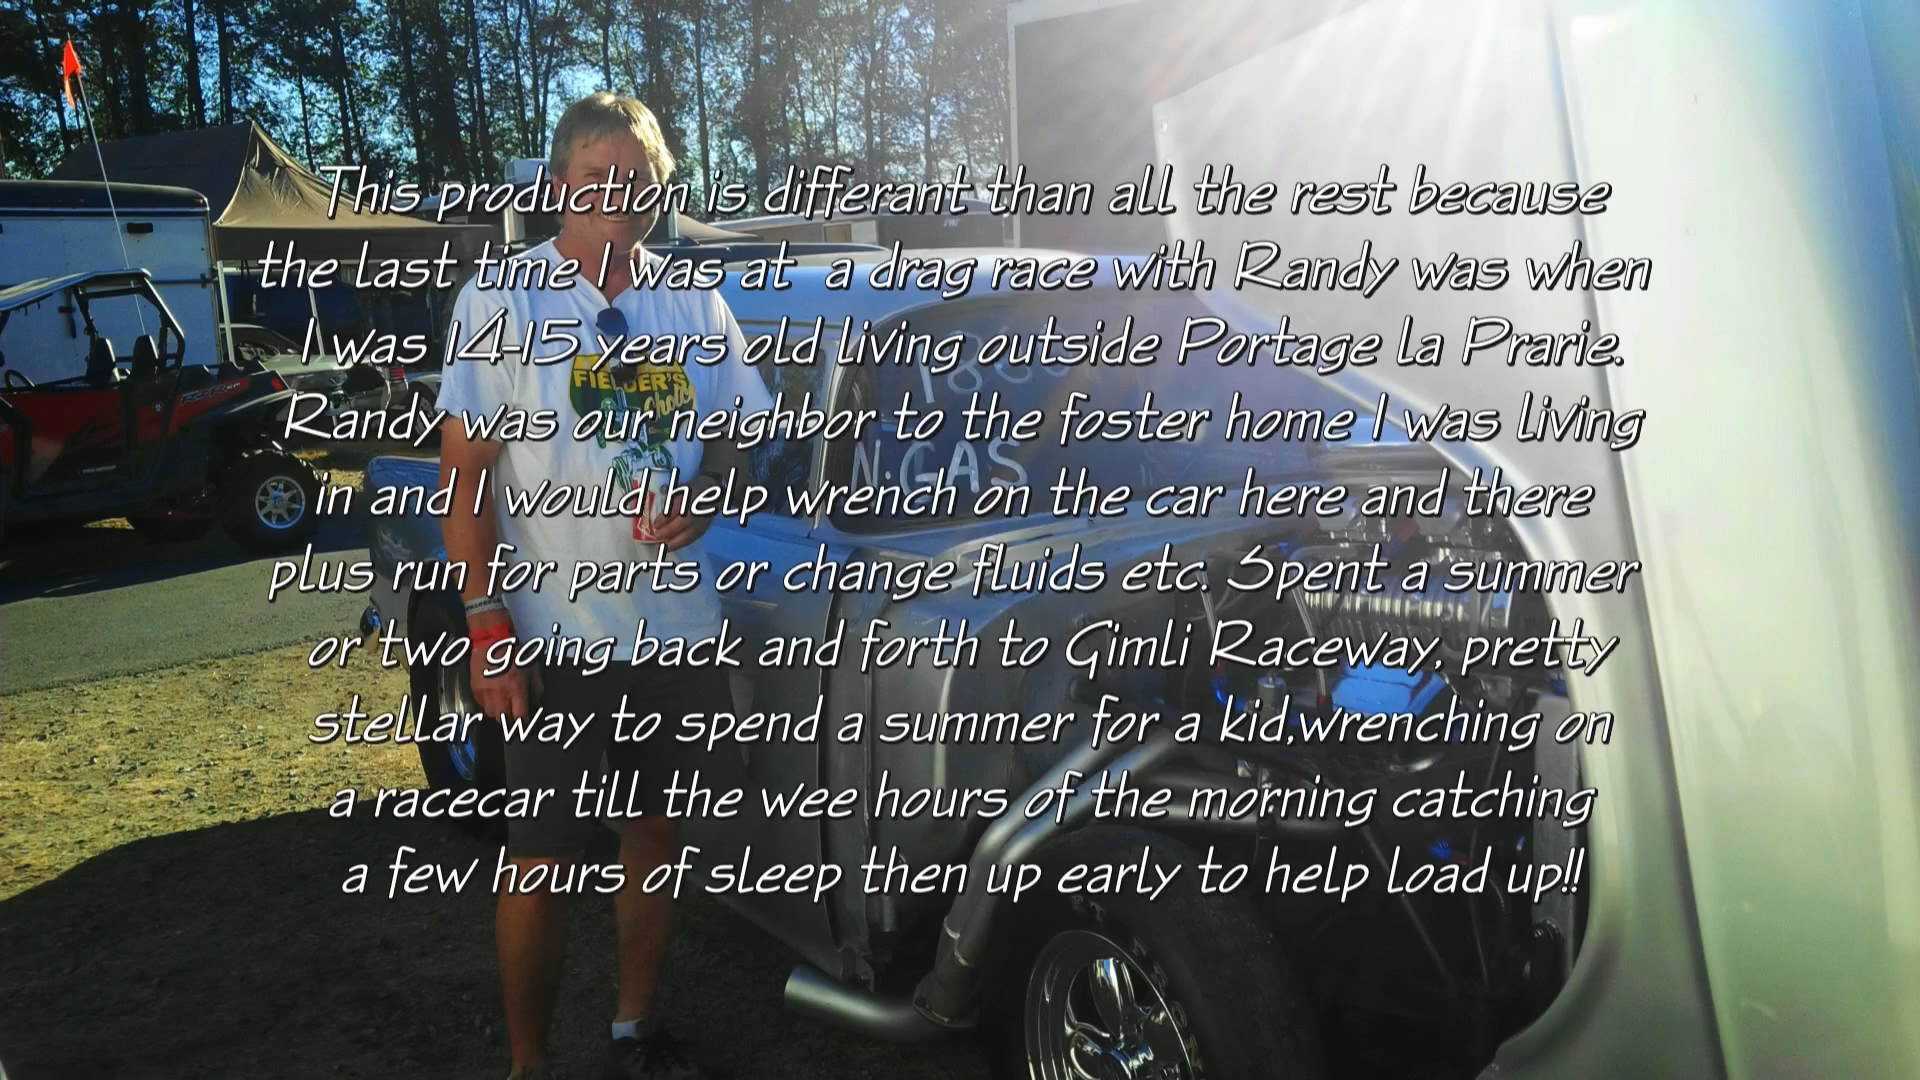 This production is differant than all the rest because
the last time I was at a drag race with Randy was when
I was 14-15 years old living outside Portage la Prarie.
Randy was our neighbor to the foster home I was living
in and I would help wrench on the car here and there
plus run for parts or change fluids etc. Spent a summer
or two going back and forth to Gimli Raceway, pretty
stellar way to spend a summer for a kid,wrenching on
a racecar till the wee hours of the morning catching
a few hours of sleep then up early to help load up!!
FIELDER'S
Choice
N.GAS
RZR XP